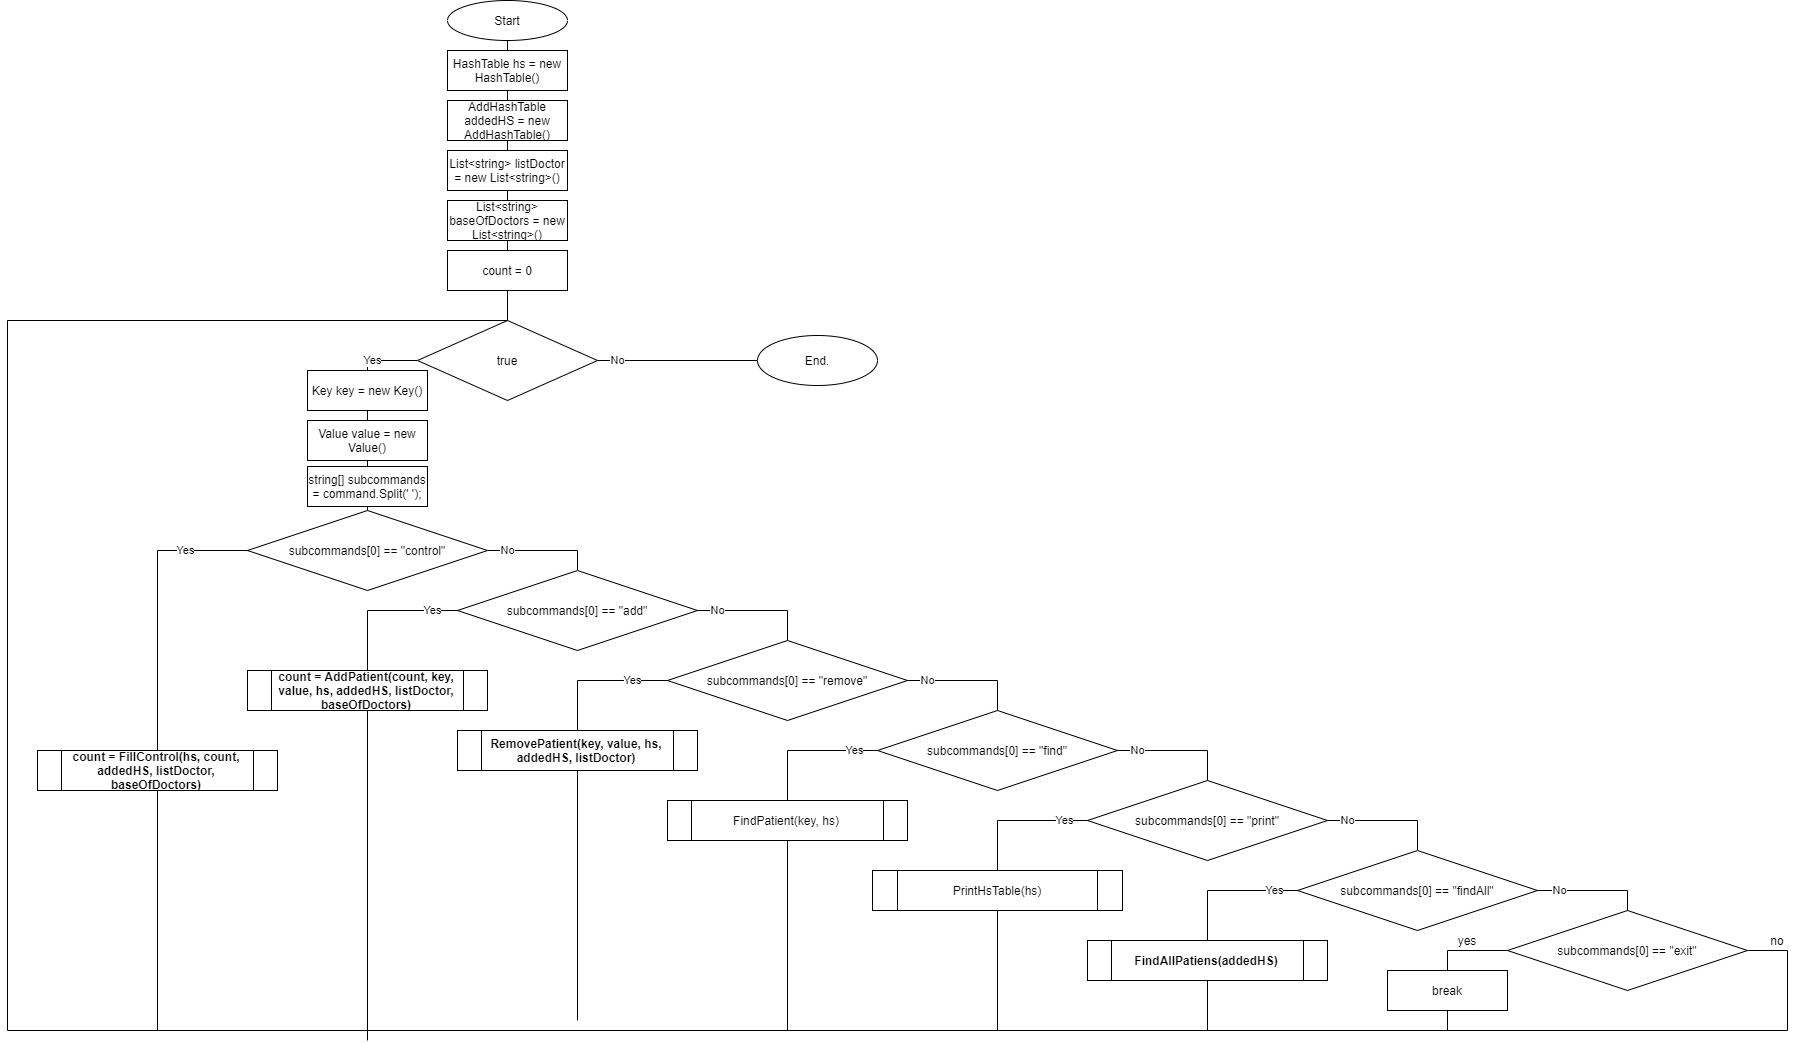 Start
HashTable hs = new
HashTable()
AddHashTable
addedHS = new
AddHashTable()
List<string> listDoctor
= new List<string>()
List<string>
baseOfDoctors = new
List<string>()
count = 0
true
Yes
No
End.
Key key = new Key()
Value value = new
Value()
string[] subcommands
= command.Split(' ');
subcommands[0] == "control"
Yes
No
subcommands[0] == "add"
Yes
No
count = AddPatient(count, key,
value, hs, addedHS, listDoctor,
baseOfDoctors)
subcommands[0] == "remove"
Yes
No
count = FillControl(hs, count,
addedHS, listDoctor,
baseOfDoctors)
RemovePatient(key, value, hs,
addedHS, listDoctor)
subcommands[0] == "find"
Yes
No
FindPatient(key, hs)
subcommands[0] == "print"
Yes
No
PrintHsTable(hs)
subcommands[0] == "findAll"
Yes
No
FindAllPatiens(addedHS)
subcommands[0] == "exit"
yes
no
break